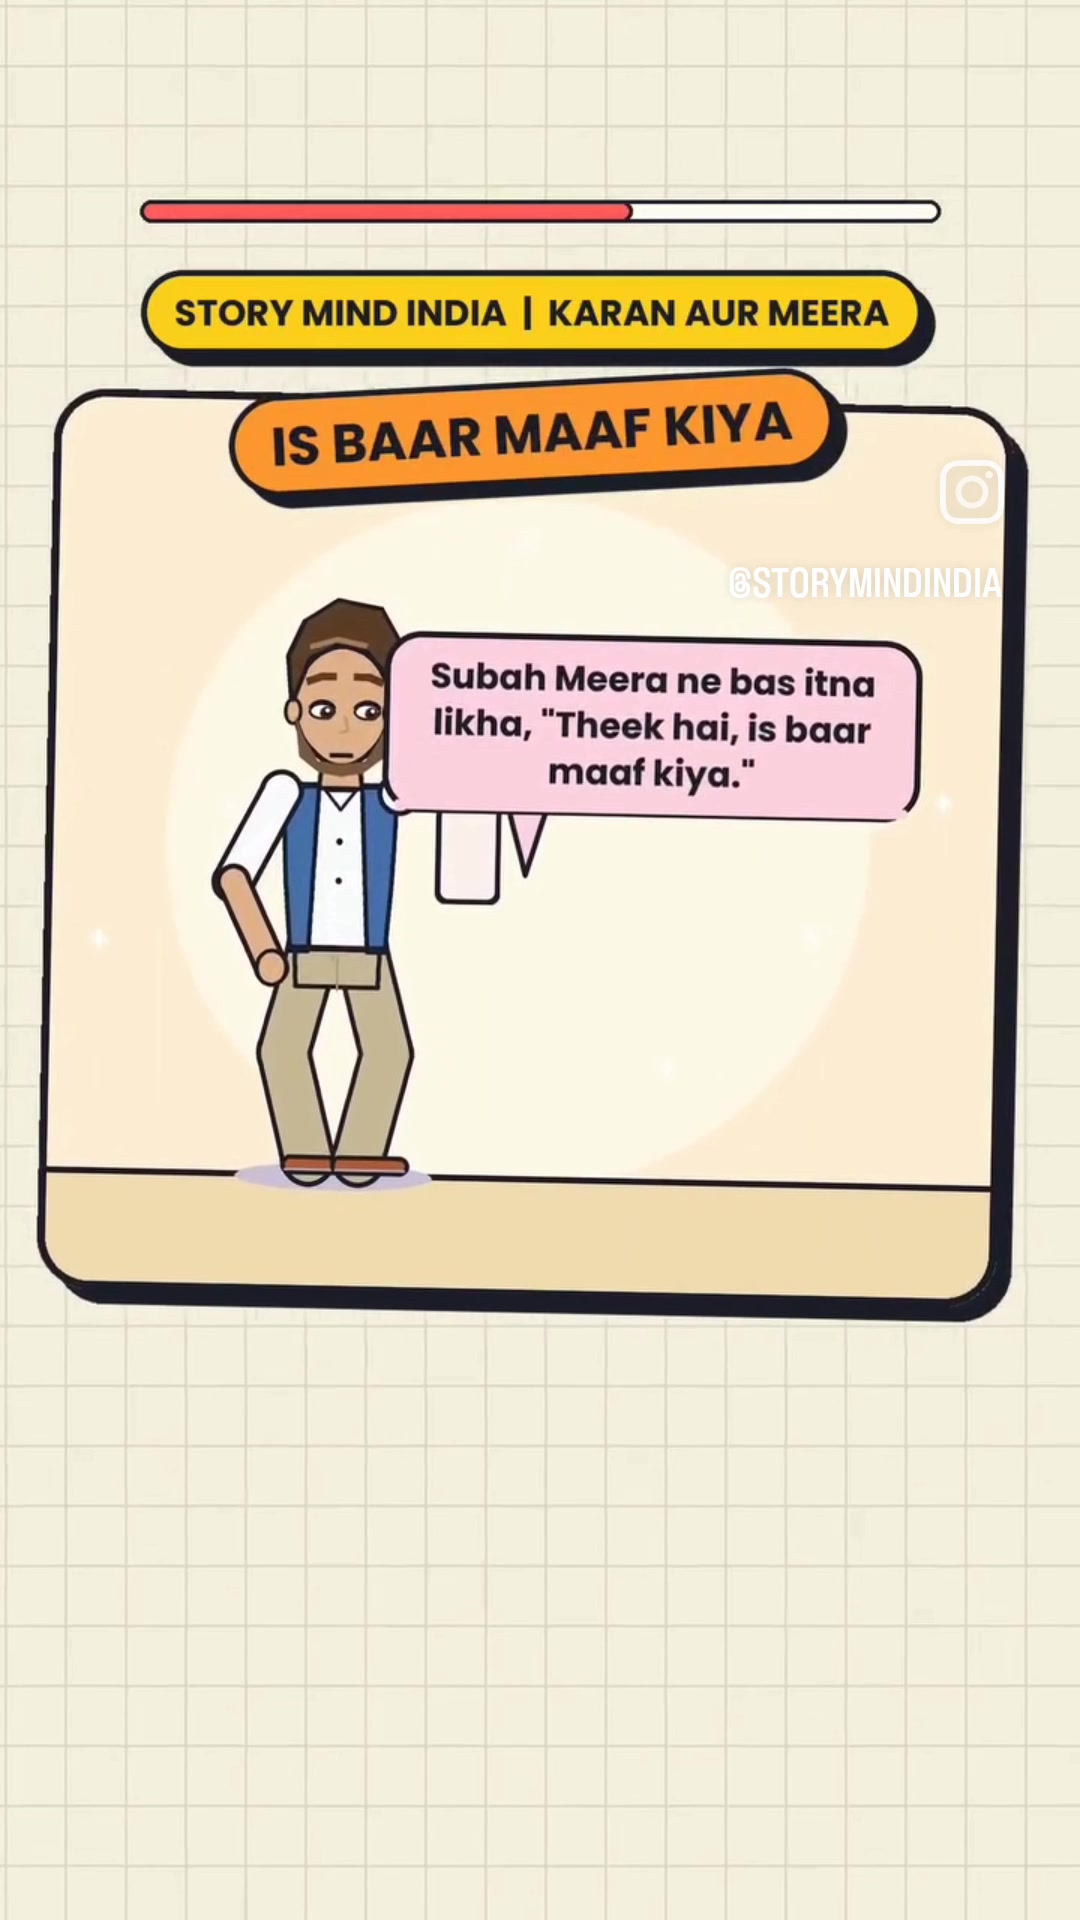 STORY MIND INDIA | KARAN AUR MEERA
IS BAAR MAAF KIYA
@STORYMINDINDIA
Subah Meera ne bas itna
likha, "Theek hai, is baar
maaf kiya."